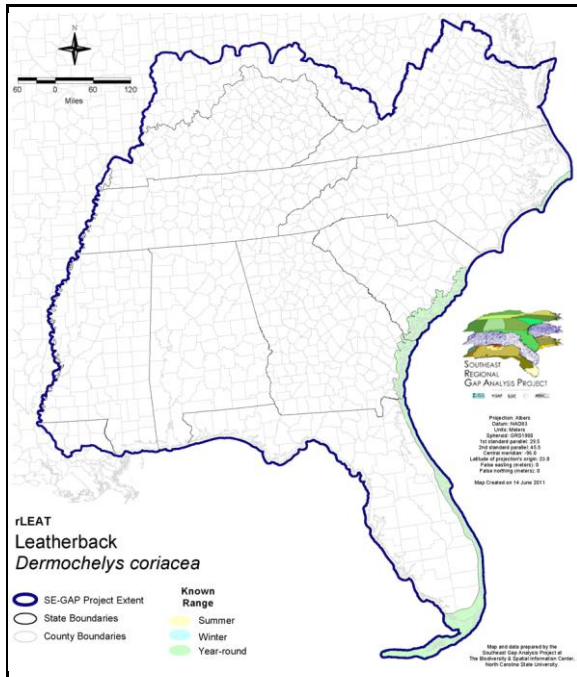 N
60 0 60 120
Miles
SOUTHEAST
REGIONAL
GAP ANALYSIS PROJECT
Projection: Albers
Datum: NAD83
Units: Meters
Spheroid: GRS1980
1st standard parallel: 29.5
2nd standard parallel: 45.5
Central meridian: -96.0
Latitude of projection's origin: 23.0
False easting (meters): 0
False northing (meters): 0
Map Created on 14 June 2011
rLEAT
Leatherback
Dermochelys coriacea
SE-GAP Project Extent
State Boundaries
County Boundaries
Known
Range
Summer
Winter
Year-round
Map and data prepared by the
Southeast Gap Analysis Project at
The Biodiversity & Spatial Information Center,
North Carolina State University.